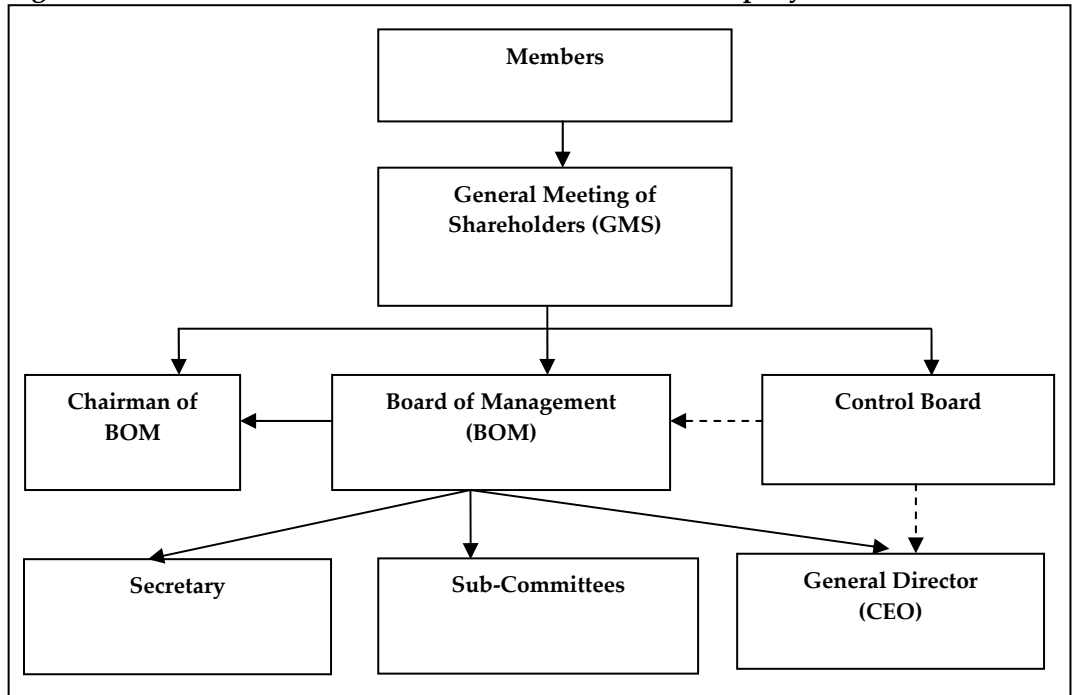 Members
General Meeting of
Shareholders (GMS)
Chairman of
BOM
Board of Management
(BOM)
Control Board
Secretary
Sub-Committees
General Director
(CEO)